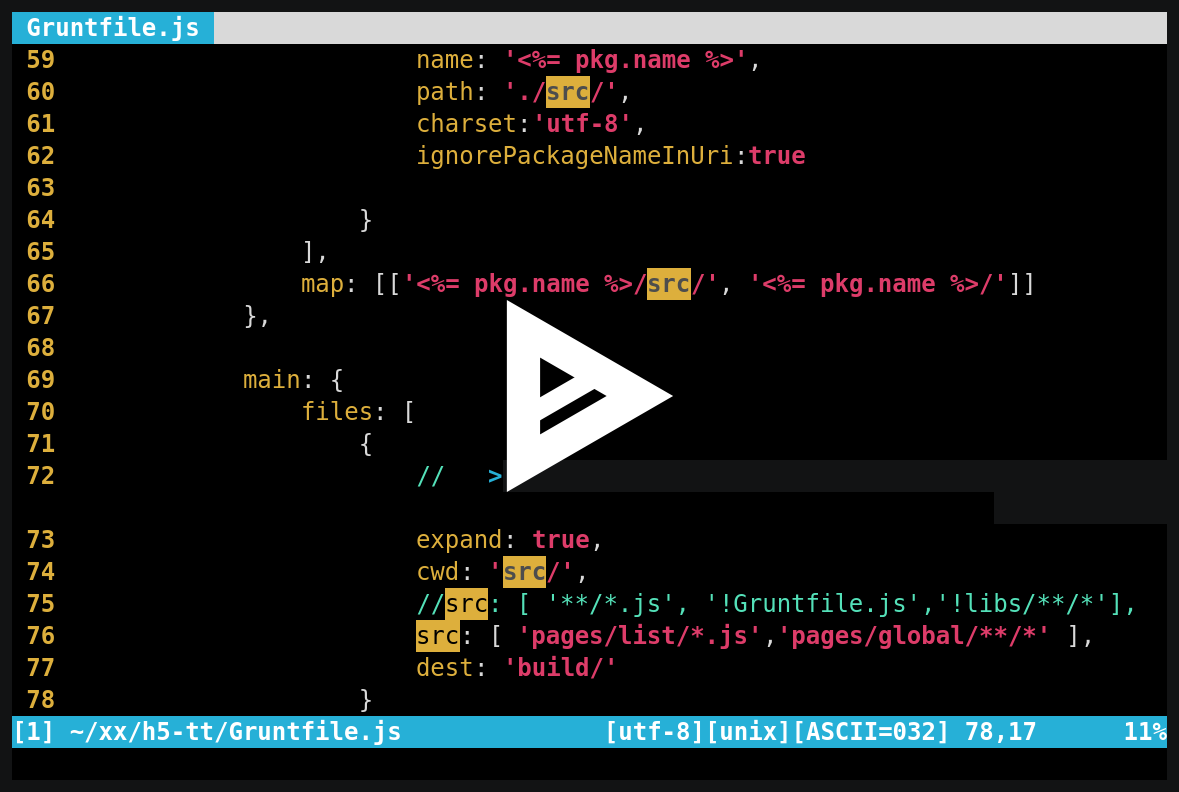 Gruntfile.js
59 name: '<%= pkg.name %>',
60 path: './src/',
61 charset:'utf-8',
62 ignorePackageNameInUri:true
63
64 }
65 ],
66 map: [['<%= pkg.name %>/src/', '<%= pkg.name %>/']]
67 },
68
69 main: {
70 files: [
71 {
72 // >
73 expand: true,
74 cwd: 'src/',
75 //src: [ '**/*.js', '!Gruntfile.js','!libs/**/*'],
76 src: [ 'pages/list/*.js','pages/global/**/*' ],
77 dest: 'build/'
78 }
[1] ~/xx/h5-tt/Gruntfile.js [utf-8][unix][ASCII=032] 78,17 11%